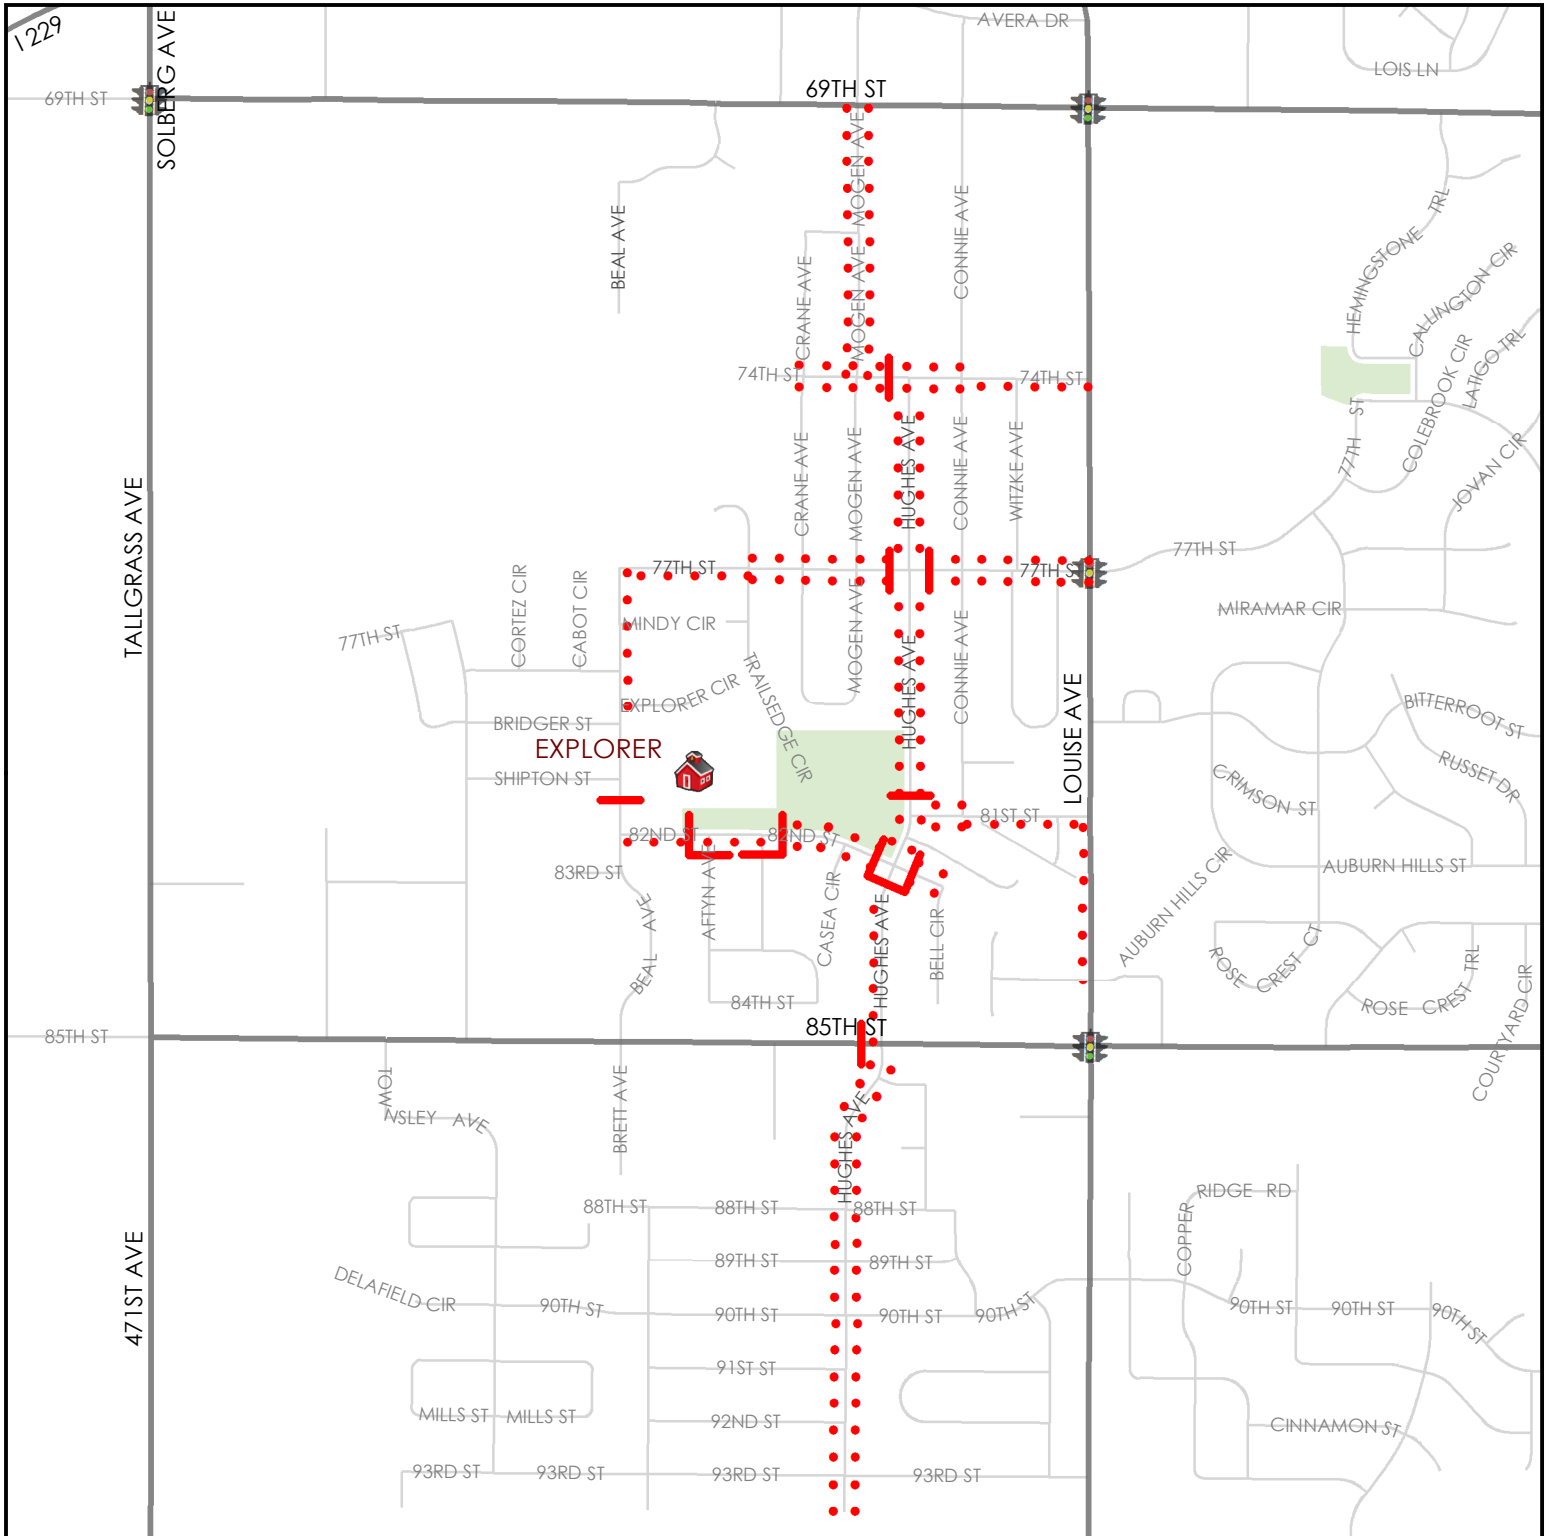 I 229
SOLBERG AVE
AVERA DR
LOIS LN
69TH ST
69TH ST
MOGEN AVE
BEAL AVE
CONNIE AVE
HEMINGSTONE TRL
CALLINGTON CIR
CRANE AVE
MOGEN AVE
COLEBROOK CIR
LATIGO TRL
74TH ST
74TH ST
77TH ST
JOVAN CIR
CRANE AVE
MOGEN AVE
HUGHES AVE
CONNIE AVE
WITZKE AVE
TALLGRASS AVE
77TH ST
77TH ST
77TH S
CORTEZ CIR
CABOT CIR
MINDY CIR
MIRAMAR CIR
77TH ST
MOGEN AVE
HUGHES AVE
CONNIE AVE
TRAILSEDGE CIR
EXPLORER CIR
LOUISE AVE
BITTERROOT ST
BRIDGER ST
EXPLORER
SHIPTON ST
RUSSET DR
CRIMSON ST
81ST ST
82ND ST
82ND ST
83RD ST
AUBURN HILLS CIR
AUBURN HILLS ST
AFTYN AVE
CASEA CIR
HUGHES AVE
BELL CIR
BEAL AVE
ROSE CREST CT
84TH ST
ROSE CREST TRL
COURTYARD CIR
85TH ST
85TH ST
TOWNSLEY AVE
BRETT AVE
HUGHES AVE
88TH ST
88TH ST
88TH ST
RIDGE RD
COPPER
471ST AVE
89TH ST
89TH ST
DELAFIELD CIR
90TH ST
90TH ST
90TH ST
90TH ST
90TH ST
90TH ST
90TH ST
91ST ST
MILLS ST
MILLS ST
92ND ST
CINNAMON ST
93RD ST
93RD ST
93RD ST
93RD ST